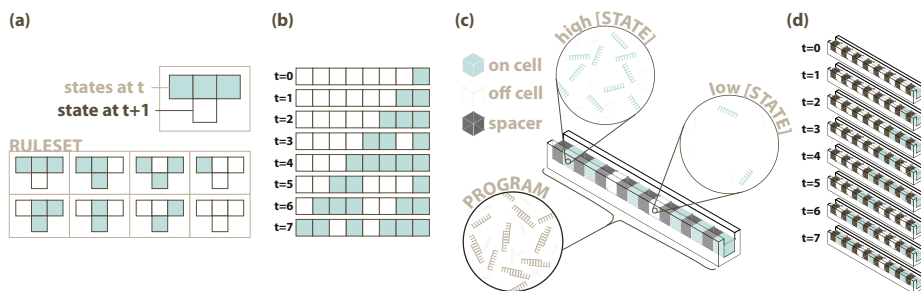 (a)
states at t
state at t+1
RULESET
(b)
t=0
t=1
t=2
t=3
t=4
t=5
t=6
t=7
(c)
high [STATE]
on cell
off cell
spacer
low [STATE]
PROGRAM
(d)
t=0
t=1
t=2
t=3
t=4
t=5
t=6
t=7